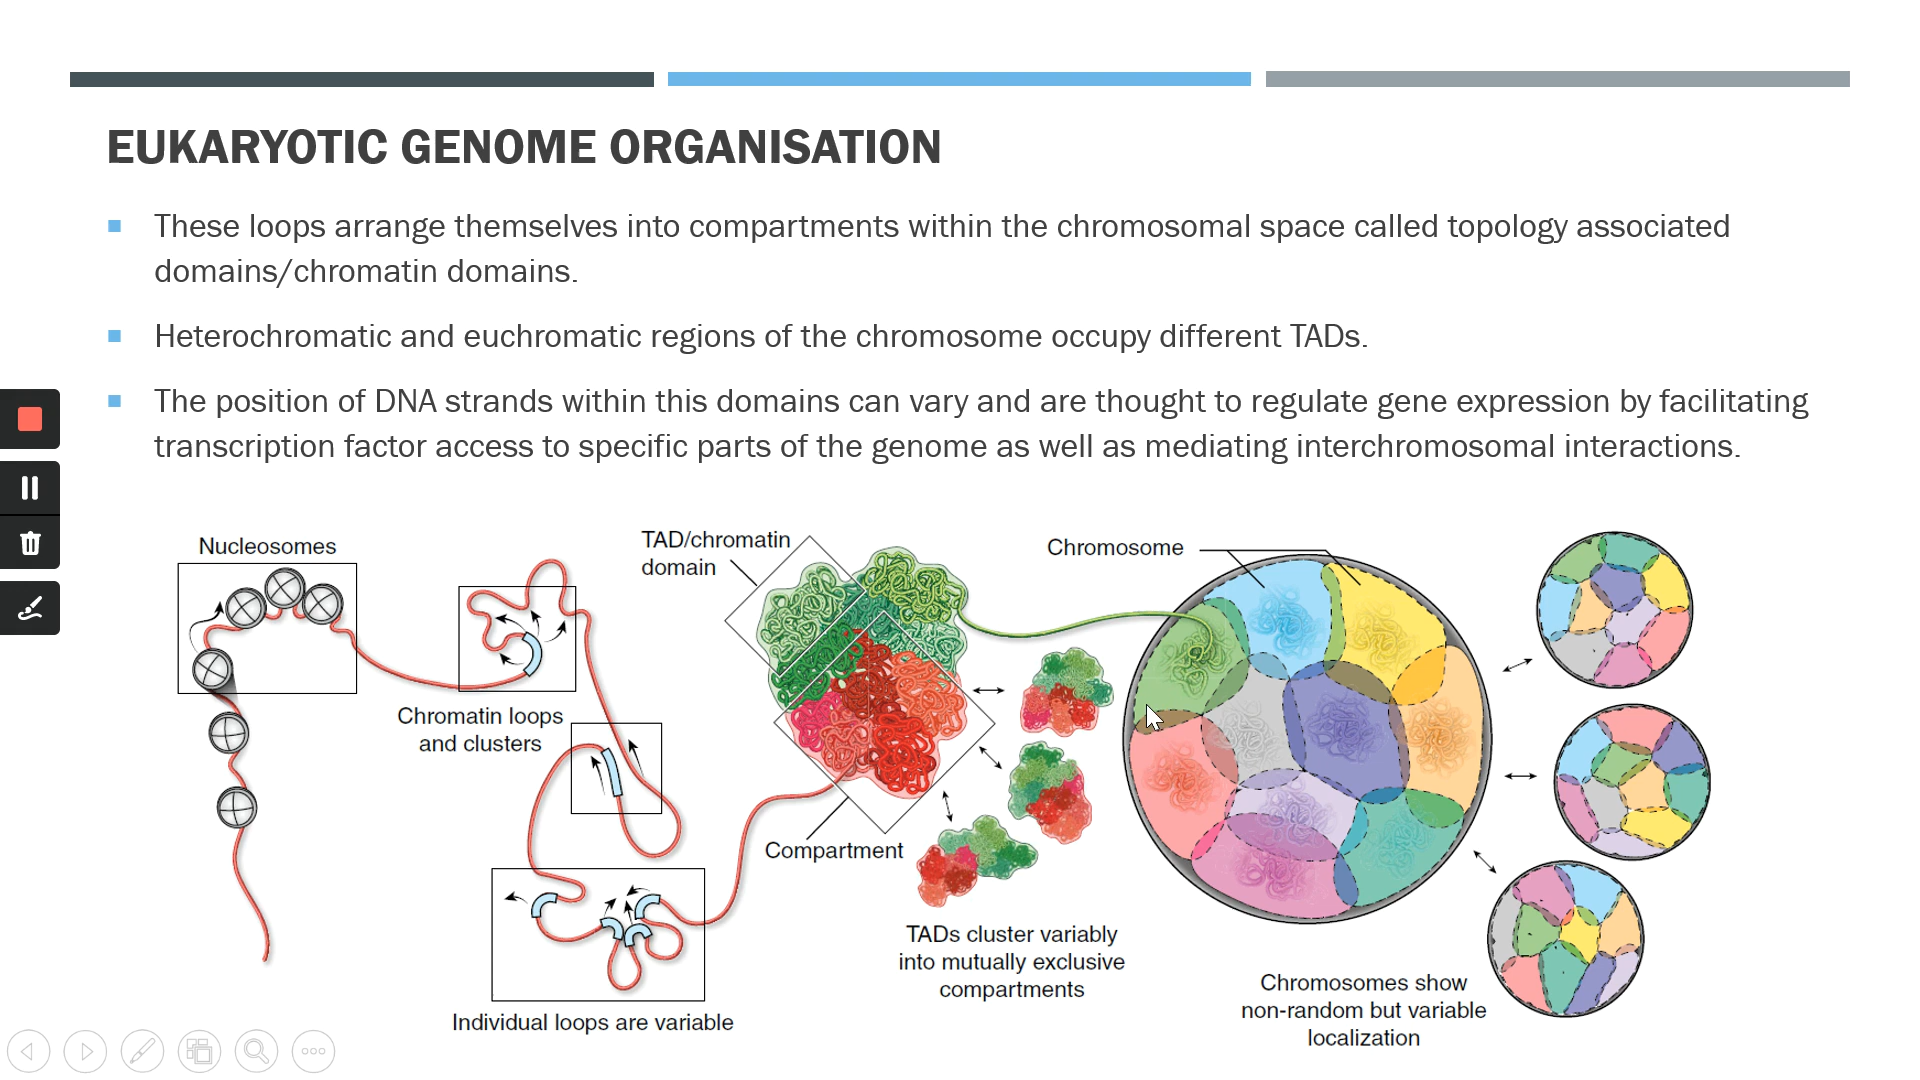 EUKARYOTIC GENOME ORGANISATION
These loops arrange themselves into compartments within the chromosomal space called topology associated
domains/chromatin domains.
Heterochromatic and euchromatic regions of the chromosome occupy different TADs.
The position of DNA strands within this domains can vary and are thought to regulate gene expression by facilitating
transcription factor access to specific parts of the genome as well as mediating interchromosomal interactions.
Nucleosomes
Chromatin loops
and clusters
Individual loops are variable
TAD/chromatin
domain
Compartment
TADs cluster variably
into mutually exclusive
compartments
Chromosome
Chromosomes show
non-random but variable
localization